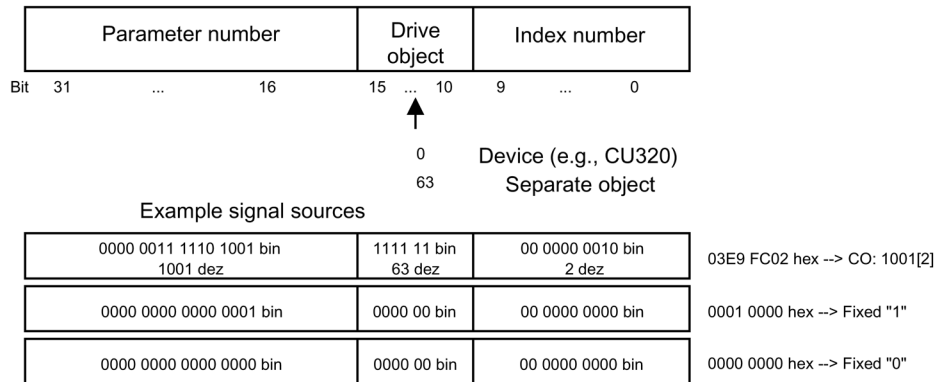 Parameter number Drive object Index number
Bit 31 ... 16 15 ... 10 9 ... 0
0 Device (e.g., CU320)
63 Separate object
Example signal sources
0000 0011 1110 1001 bin 1111 11 bin 00 0000 0010 bin
1001 dez 63 dez 2 dez
03E9 FC02 hex --> CO: 1001[2]
0000 0000 0000 0001 bin 0000 00 bin 00 0000 0000 bin 0001 0000 hex --> Fixed "1"
0000 0000 0000 0000 bin 0000 00 bin 00 0000 0000 bin 0000 0000 hex --> Fixed "0"